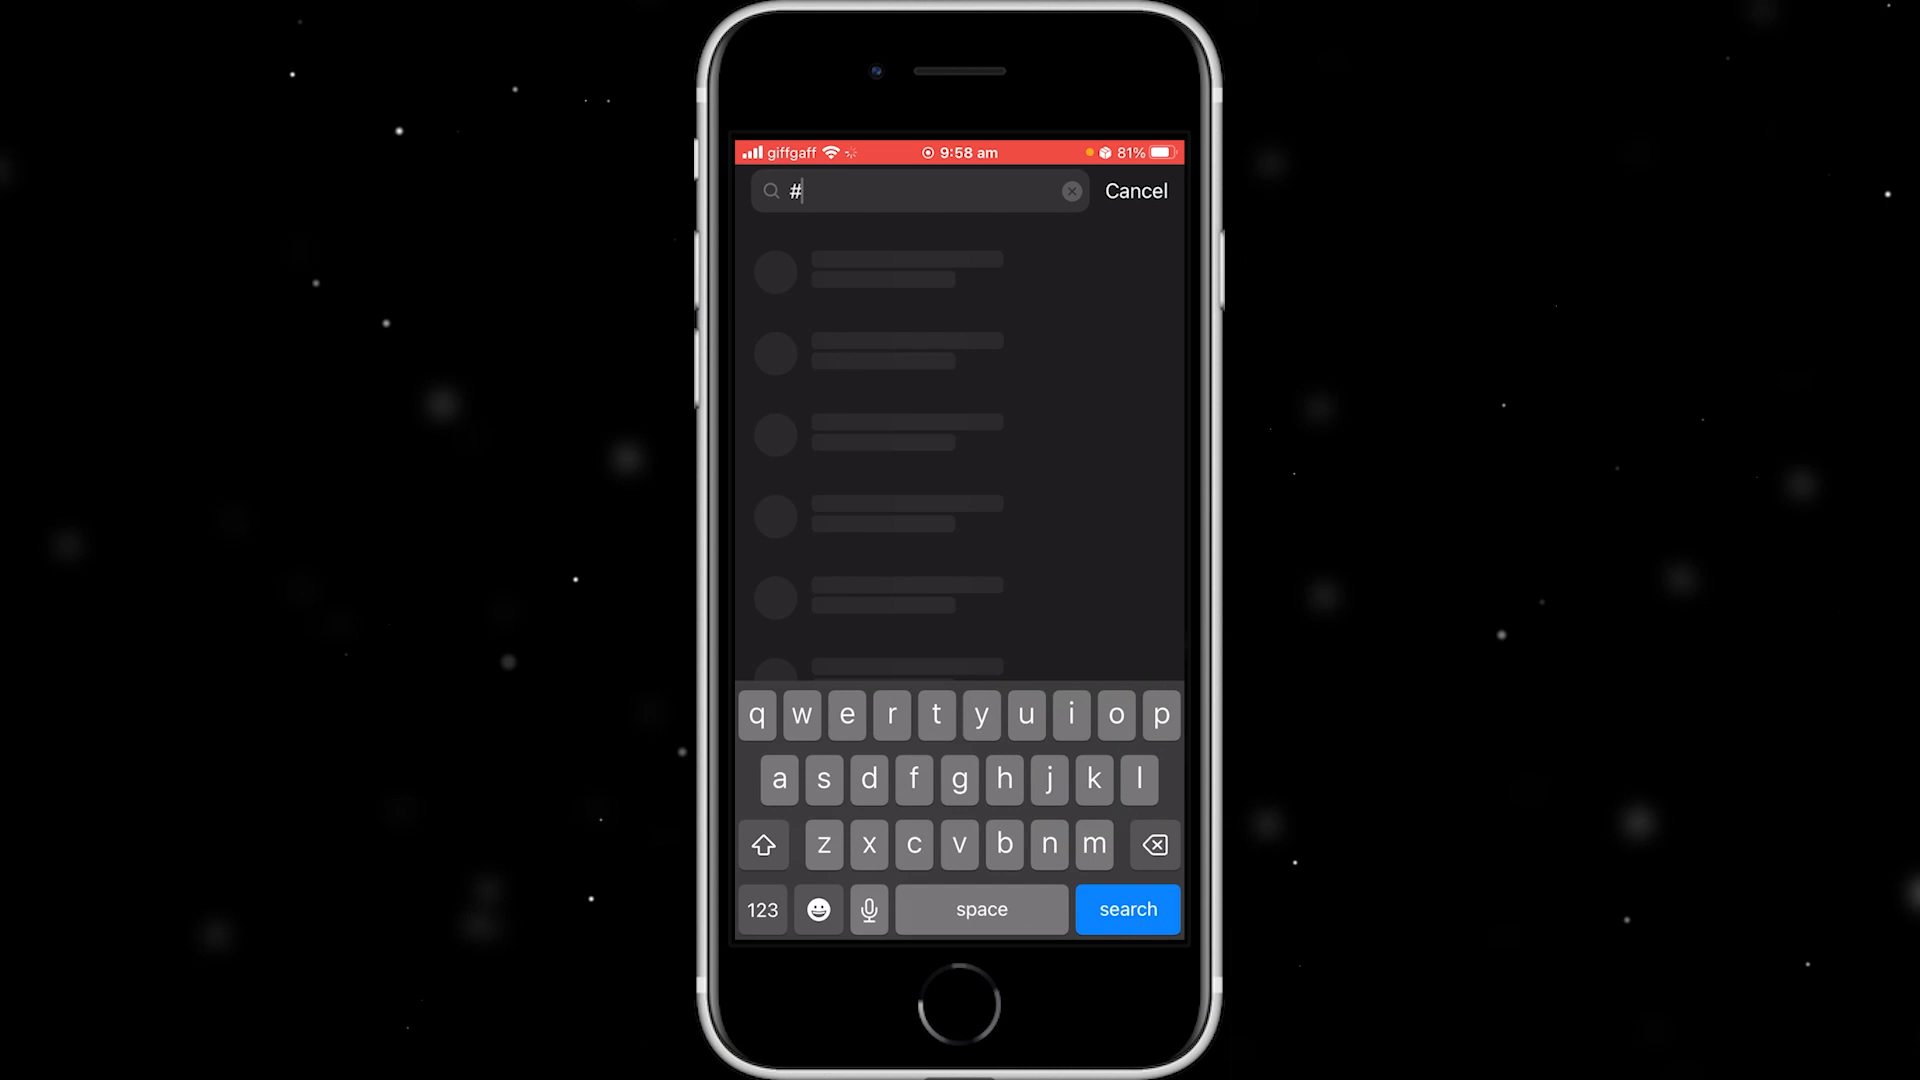 giffgaff 9:58 am 81%
# Cancel
q w e r t y u i o p
a s d f g h j k l
z x c v b n m
123 space search